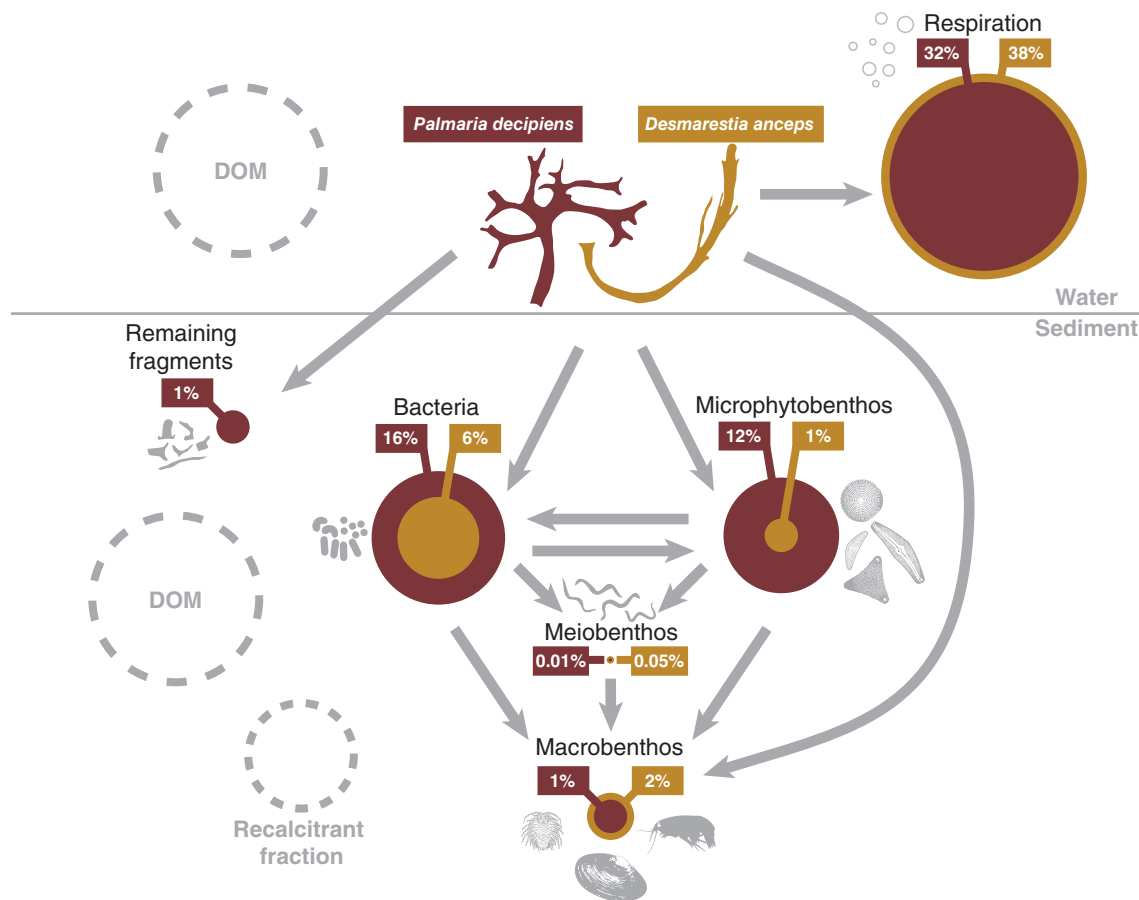 Respiration
32%
38%
Palmaria decipiens
Desmarestia anceps
DOM
Water
Sediment
Remaining
fragments
1%
Bacteria
16%
6%
Microphytobenthos
12%
1%
DOM
Meiobenthos
0.01%
0.05%
Macrobenthos
1%
2%
Recalcitrant
fraction